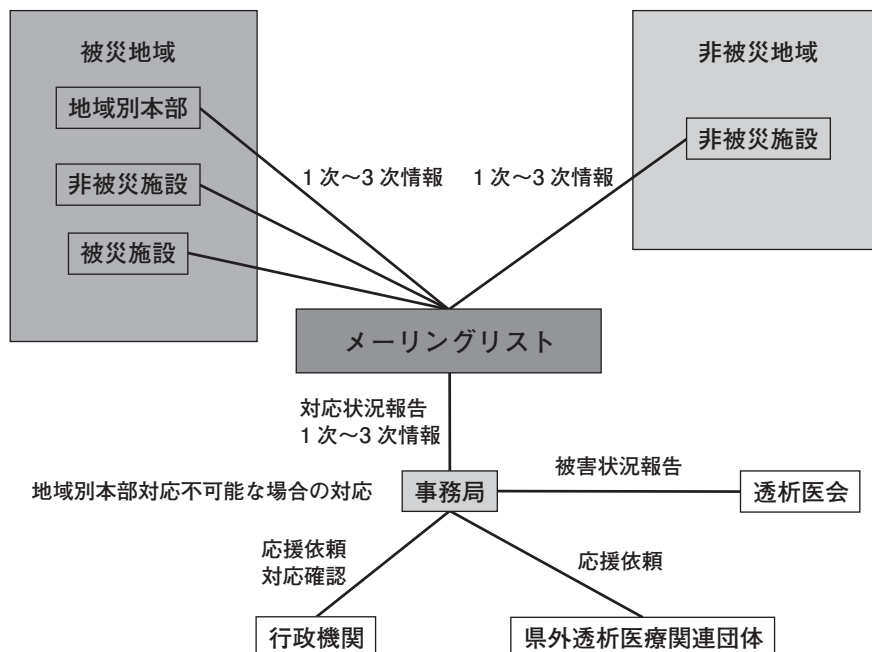 被災地域
非被災地域
地域別本部
非被災施設
非被災施設
被災施設
1次～3次情報
1次～3次情報
メーリングリスト
対応状況報告
1次～3次情報
被害状況報告
地域別本部対応不可能な場合の対応
事務局
透析医会
応援依頼
対応確認
応援依頼
行政機関
県外透析医療関連団体